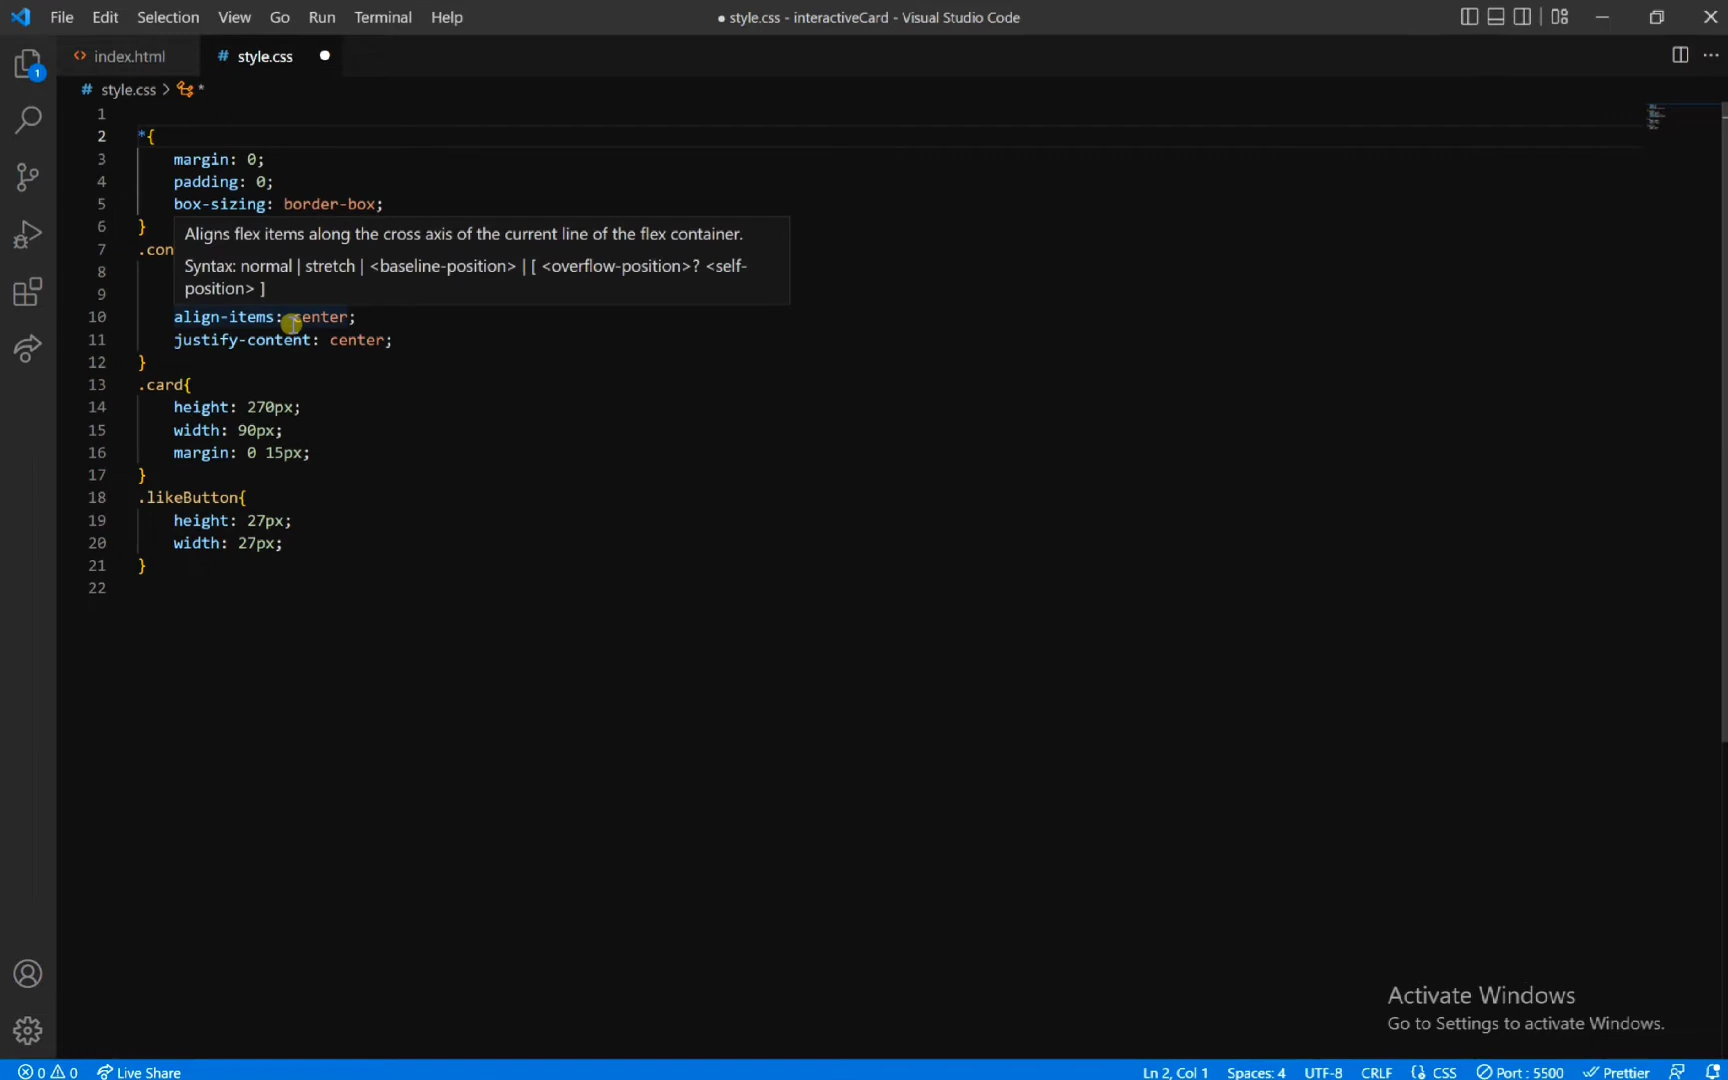 File Edit Selection View Go Run Terminal Help
● style.css - interactiveCard - Visual Studio Code
1
<> index.html
# style.css ●
# style.css > *
1
2 *{
3 margin: 0;
4 padding: 0;
5 box-sizing: border-box;
6 }
Aligns flex items along the cross axis of the current line of the flex container.
7 .con
8
Syntax: normal | stretch | <baseline-position> | [ <overflow-position>? <self-
position> ]
9
10 align-items: center;
11 justify-content: center;
12 }
13 .card{
14 height: 270px;
15 width: 90px;
16 margin: 0 15px;
17 }
18 .likeButton{
19 height: 27px;
20 width: 27px;
21 }
22
Activate Windows
Go to Settings to activate Windows.
0 0 Live Share
Ln 2, Col 1 Spaces: 4 UTF-8 CRLF CSS Port : 5500 Prettier